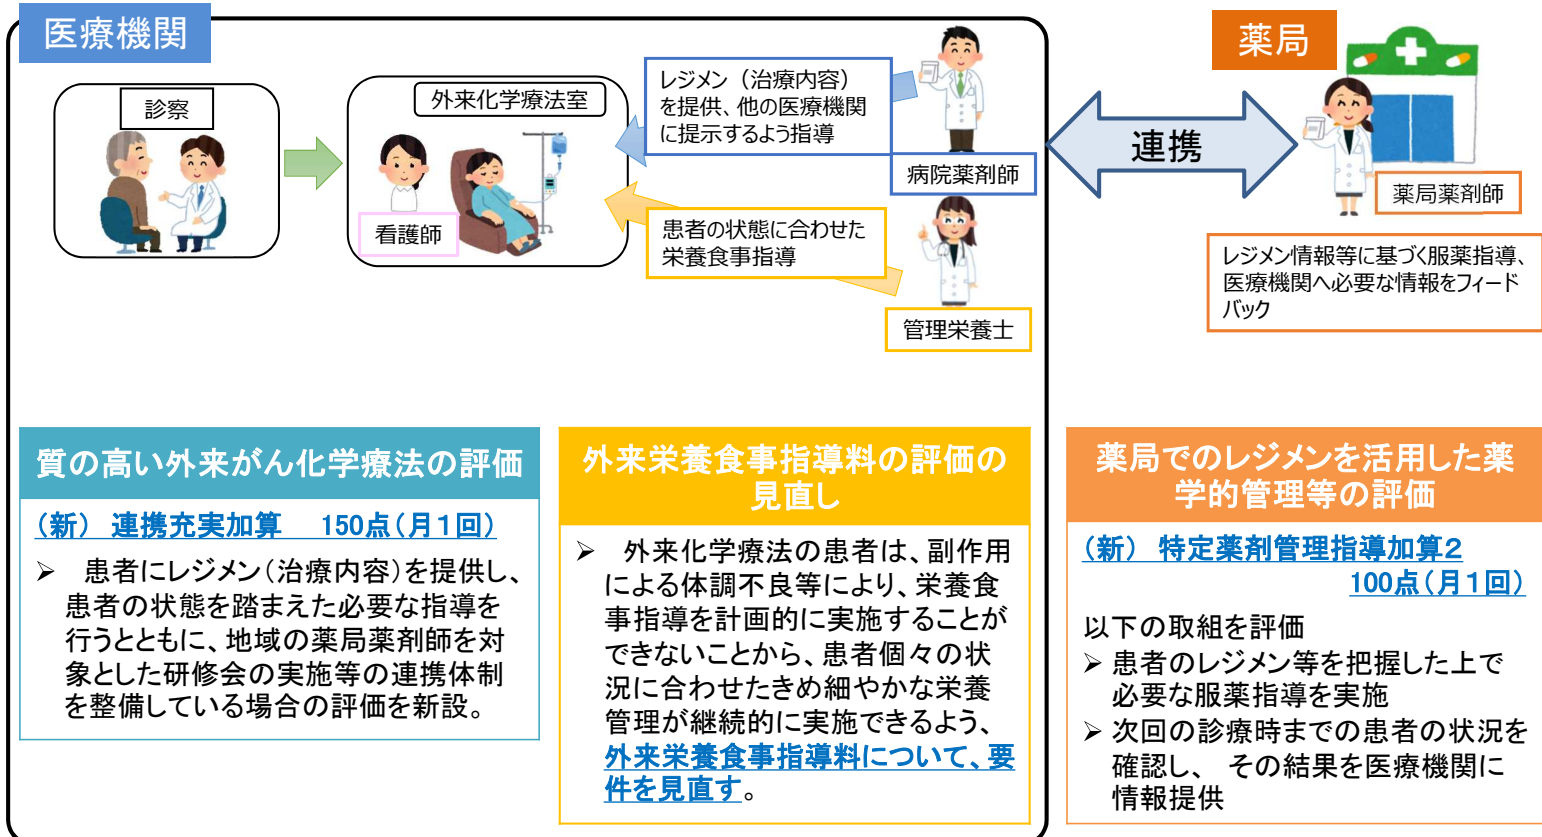 医療機関
診察
外来化学療法室
看護師
レジメン（治療内容）
を提供、他の医療機関
に提示するよう指導
病院薬剤師
患者の状態に合わせた
栄養食事指導
管理栄養士
連携
薬局
薬局薬剤師
レジメン情報等に基づく服薬指導、
医療機関へ必要な情報をフィード
バック
質の高い外来がん化学療法の評価
（新） 連携充実加算　150点（月１回）
➢ 患者にレジメン（治療内容）を提供し、
患者の状態を踏まえた必要な指導を
行うとともに、地域の薬局薬剤師を対
象とした研修会の実施等の連携体制
を整備している場合の評価を新設。
外来栄養食事指導料の評価の
見直し
➢ 外来化学療法の患者は、副作用
による体調不良等により、栄養食
事指導を計画的に実施することが
できないことから、患者個々の状
況に合わせたきめ細やかな栄養
管理が継続的に実施できるよう、
外来栄養食事指導料について、要
件を見直す。
薬局でのレジメンを活用した薬
学的管理等の評価
（新） 特定薬剤管理指導加算２
100点（月１回）
以下の取組を評価
➢ 患者のレジメン等を把握した上で
必要な服薬指導を実施
➢ 次回の診療時までの患者の状況を
確認し、 その結果を医療機関に
情報提供